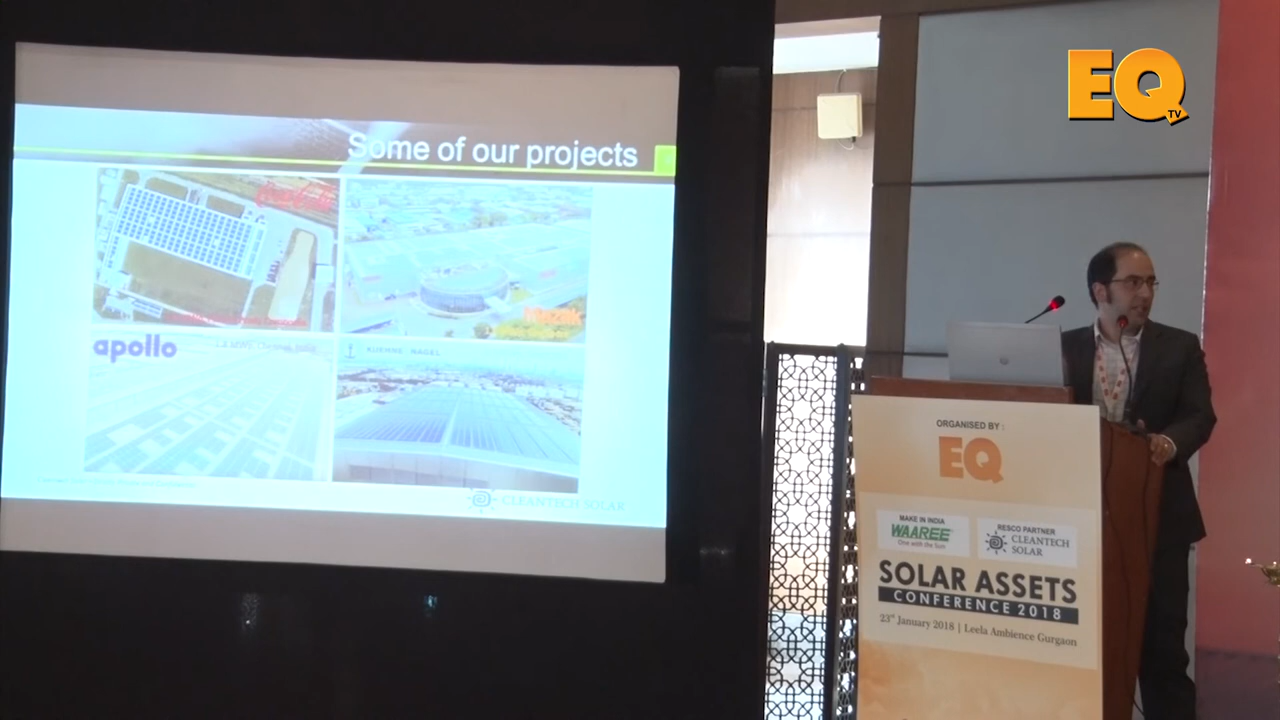 Some of our projects
apollo
KUEHNE NAGEL
CLEANTECH SOLAR
EQ
TV
ORGANISED BY :
EQ
MAKE IN INDIA
WAAREE
One with the Sun
RESCO PARTNER
CLEANTECH
SOLAR
SOLAR ASSETS
CONFERENCE 2018
23rd January 2018 | Leela Ambience Gurgaon